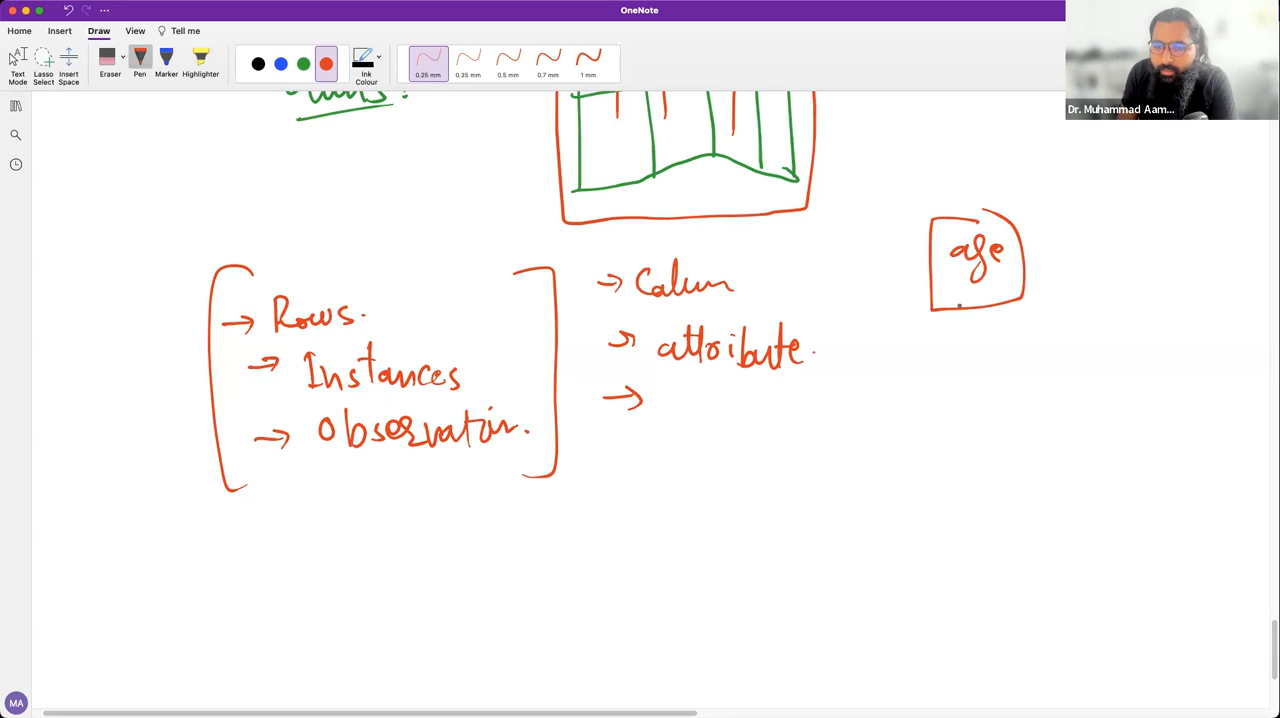 OneNote
Home Insert Draw View Tell me
Text Mode
Lasso Select
Insert Space
Eraser
Pen
Marker
Highlighter
Ink Colour
0.25 mm
0.35 mm
0.5 mm
0.7 mm
1 mm
Dr. Muhammad Aam...
age
→ Rows.
→ Instances
→ Observation.
→ Column
→ attribute.
→
MA